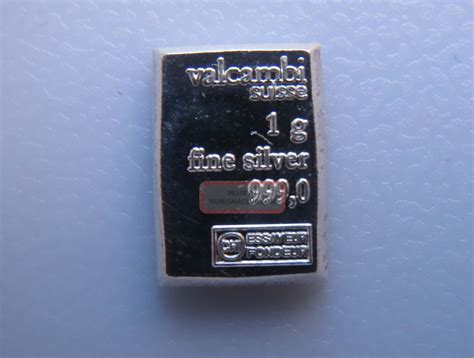 valcambi
suisse
1 g
fine silver
999,0
ESSAYEUR
FONDEUR